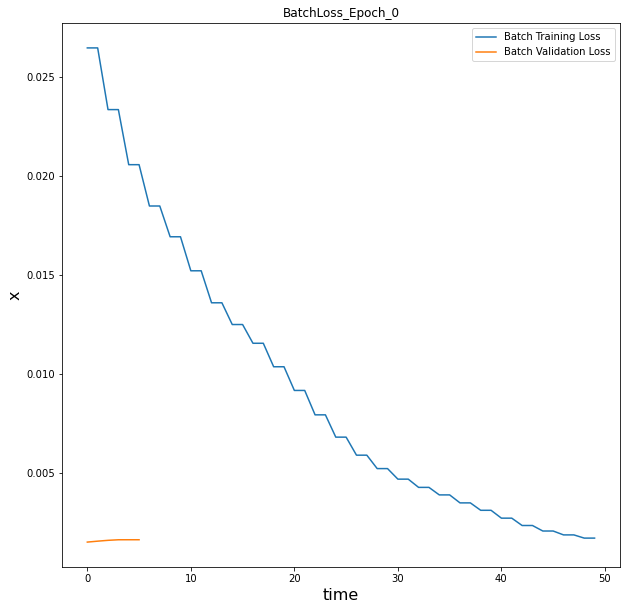 BatchLoss_Epoch_0
Batch Training Loss
Batch Validation Loss
0.025
0.020
0.015
0.010
0.005
x
0 10 20 30 40 50
time